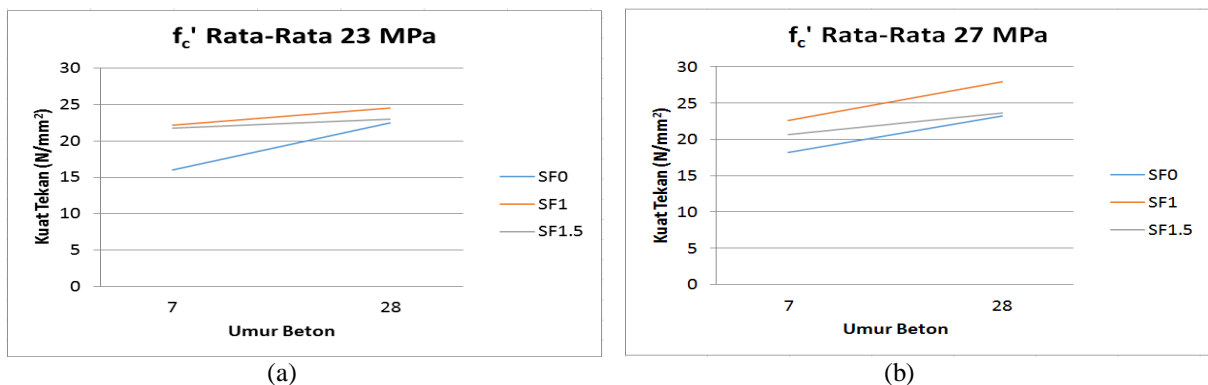 fc' Rata-Rata 23 MPa
Kuat Tekan (N/mm²)
30
25
20
15
10
5
0
7
28
Umur Beton
SF0
SF1
SF1.5
(a)
fc' Rata-Rata 27 MPa
Kuat Tekan (N/mm²)
30
25
20
15
10
5
0
7
28
Umur Beton
SF0
SF1
SF1.5
(b)